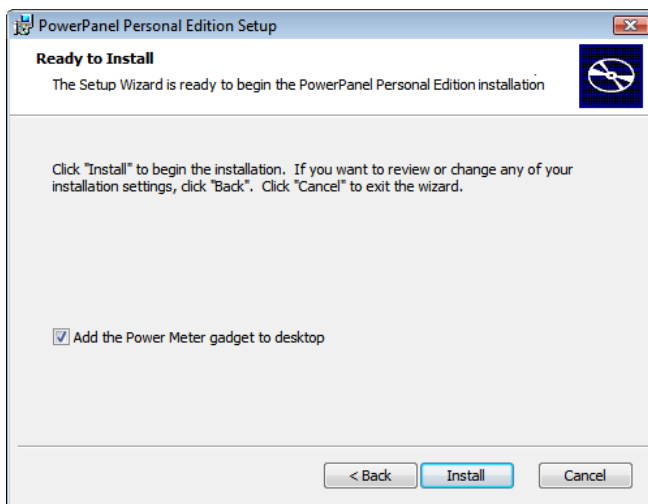 PowerPanel Personal Edition Setup
Ready to Install
The Setup Wizard is ready to begin the PowerPanel Personal Edition installation
Click "Install" to begin the installation. If you want to review or change any of your
installation settings, click "Back". Click "Cancel" to exit the wizard.
Add the Power Meter gadget to desktop
< Back Install Cancel